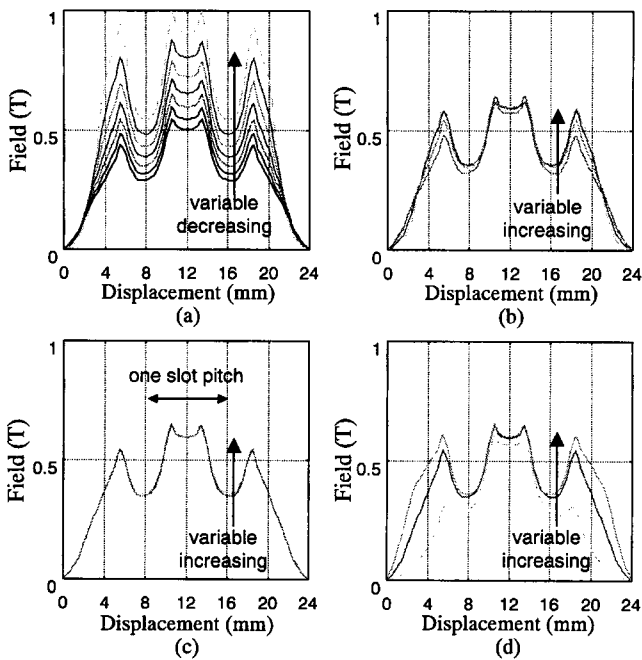 1
0.5
0
Field (T)
variable
decreasing
0 4 8 12 16 20 24
Displacement (mm)
(a)
1
0.5
0
Field (T)
variable
increasing
0 4 8 12 16 20 24
Displacement (mm)
(b)
1
0.5
0
Field (T)
one slot pitch
variable
increasing
0 4 8 12 16 20 24
Displacement (mm)
(c)
1
0.5
0
Field (T)
variable
increasing
0 4 8 12 16 20 24
Displacement (mm)
(d)